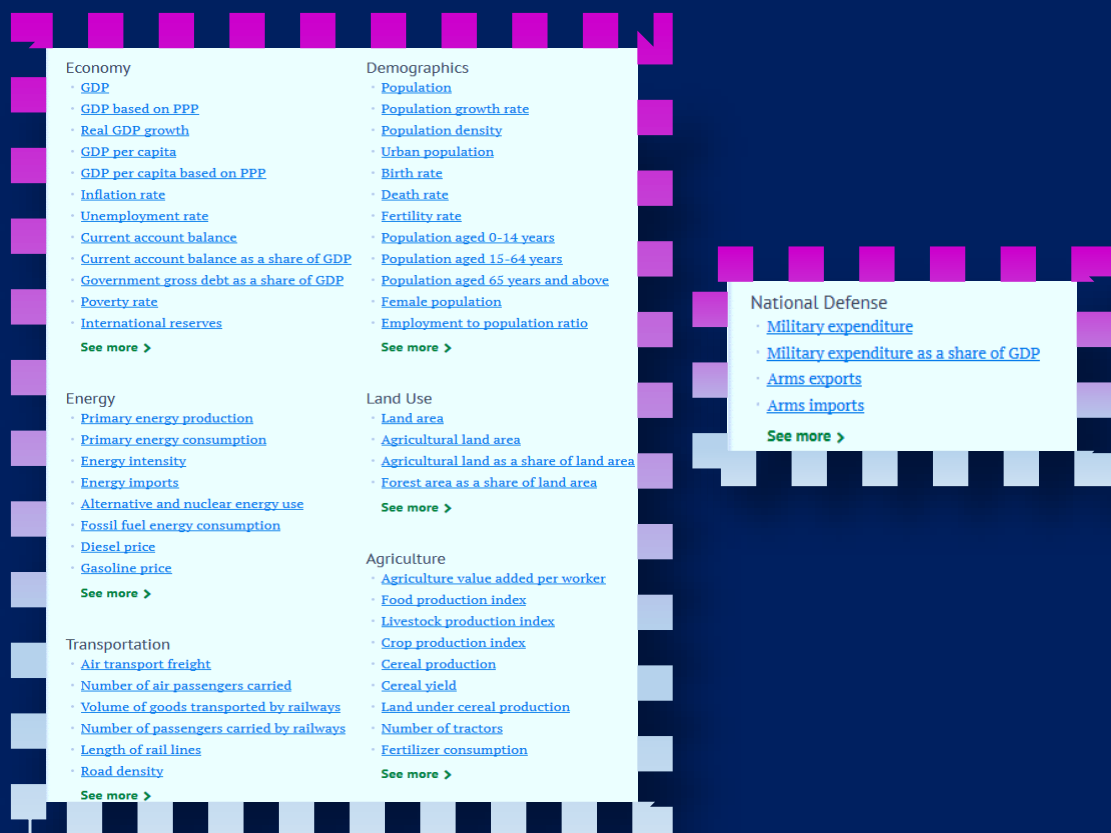 Economy
GDP
GDP based on PPP
Real GDP growth
GDP per capita
GDP per capita based on PPP
Inflation rate
Unemployment rate
Current account balance
Current account balance as a share of GDP
Government gross debt as a share of GDP
Poverty rate
International reserves
See more
Energy
Primary energy production
Primary energy consumption
Energy intensity
Energy imports
Alternative and nuclear energy use
Fossil fuel energy consumption
Diesel price
Gasoline price
See more
Transportation
Air transport freight
Number of air passengers carried
Volume of goods transported by railways
Number of passengers carried by railways
Length of rail lines
Road density
See more
Demographics
Population
Population growth rate
Population density
Urban population
Birth rate
Death rate
Fertility rate
Population aged 0-14 years
Population aged 15-64 years
Population aged 65 years and above
Female population
Employment to population ratio
See more
Land Use
Land area
Agricultural land area
Agricultural land as a share of land area
Forest area as a share of land area
See more
Agriculture
Agriculture value added per worker
Food production index
Livestock production index
Crop production index
Cereal production
Cereal yield
Land under cereal production
Number of tractors
Fertilizer consumption
See more
National Defense
Military expenditure
Military expenditure as a share of GDP
Arms exports
Arms imports
See more